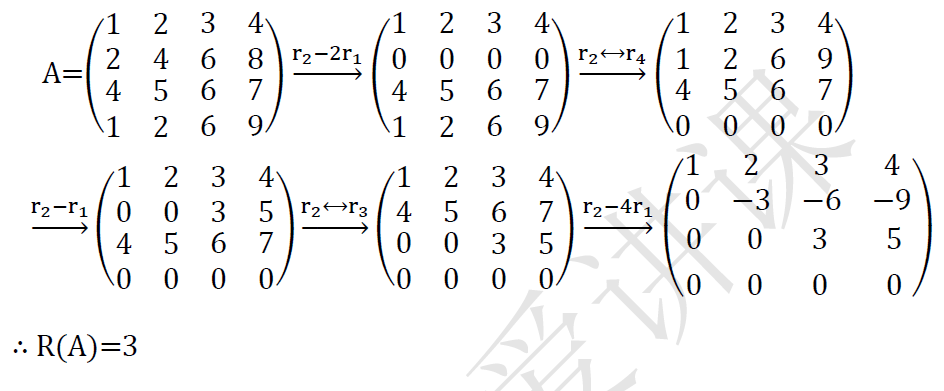 A=(1 2 3 4 r₂−2r₁ (1 2 3 4 r₂↔r₄ (1 2 3 4
2 4 6 8 0 0 0 0 1 2 6 9
4 5 6 7 4 5 6 7 4 5 6 7
1 2 6 9) → 1 2 6 9) → 0 0 0 0)
r₂−r₁ (1 2 3 4 r₂↔r₃ (1 2 3 4 r₂−4r₁ (1 2 3 4
0 0 3 5 4 5 6 7 0 −3 −6 −9
4 5 6 7 0 0 3 5 0 0 3 5
→ 0 0 0 0) → 0 0 0 0) → 0 0 0 0)
∴ R(A)=3
爱讲课